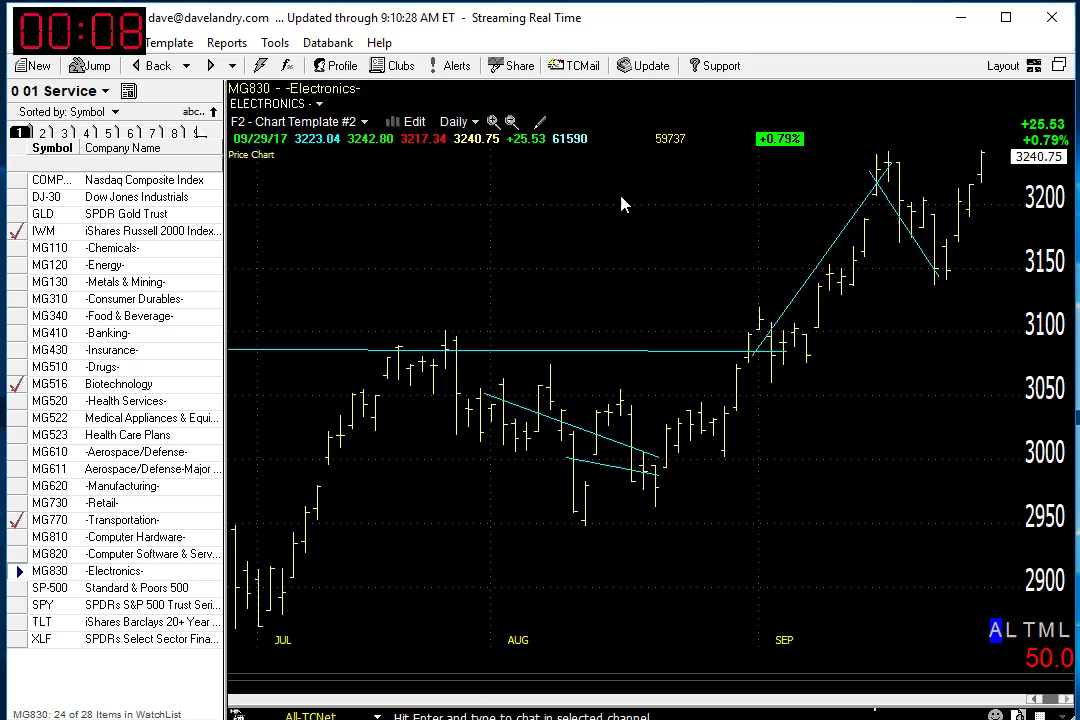 00:08
dave@davelandry.com ... Updated through 9:10:28 AM ET - Streaming Real Time
Template Reports Tools Databank Help
New Jump Back Profile Clubs Alerts Share TCMail Update Support Layout
0 01 Service
Sorted by: Symbol abc..
1 2 3 4 5 6 7 8
Symbol Company Name
COMP... Nasdaq Composite Index
DJ-30 Dow Jones Industrials
GLD SPDR Gold Trust
IWM iShares Russell 2000 Index...
MG110 -Chemicals-
MG120 -Energy-
MG130 -Metals & Mining-
MG310 -Consumer Durables-
MG340 -Food & Beverage-
MG410 -Banking-
MG430 -Insurance-
MG510 -Drugs-
MG516 Biotechnology
MG520 -Health Services-
MG522 Medical Appliances & Equi...
MG523 Health Care Plans
MG610 -Aerospace/Defense-
MG611 Aerospace/Defense-Major ...
MG620 -Manufacturing-
MG730 -Retail-
MG770 -Transportation-
MG810 -Computer Hardware-
MG820 -Computer Software & Serv...
MG830 -Electronics-
SP-500 Standard & Poors 500
SPY SPDRs S&P 500 Trust Seri...
TLT iShares Barclays 20+ Year ...
XLF SPDRs Select Sector Fina...
MG830: 24 of 28 Items in WatchList
MG830 - -Electronics-
ELECTRONICS -
F2 - Chart Template #2 Edit Daily
09/29/17 3223.04 3242.80 3217.34 3240.75 +25.53 61590 59737 +0.79%
Price Chart
+25.53
+0.79%
3240.75
3200
3150
3100
3050
3000
2950
2900
JUL AUG SEP
A L T M L
50.0
All-TCNet Hit Enter and type to chat in selected channel